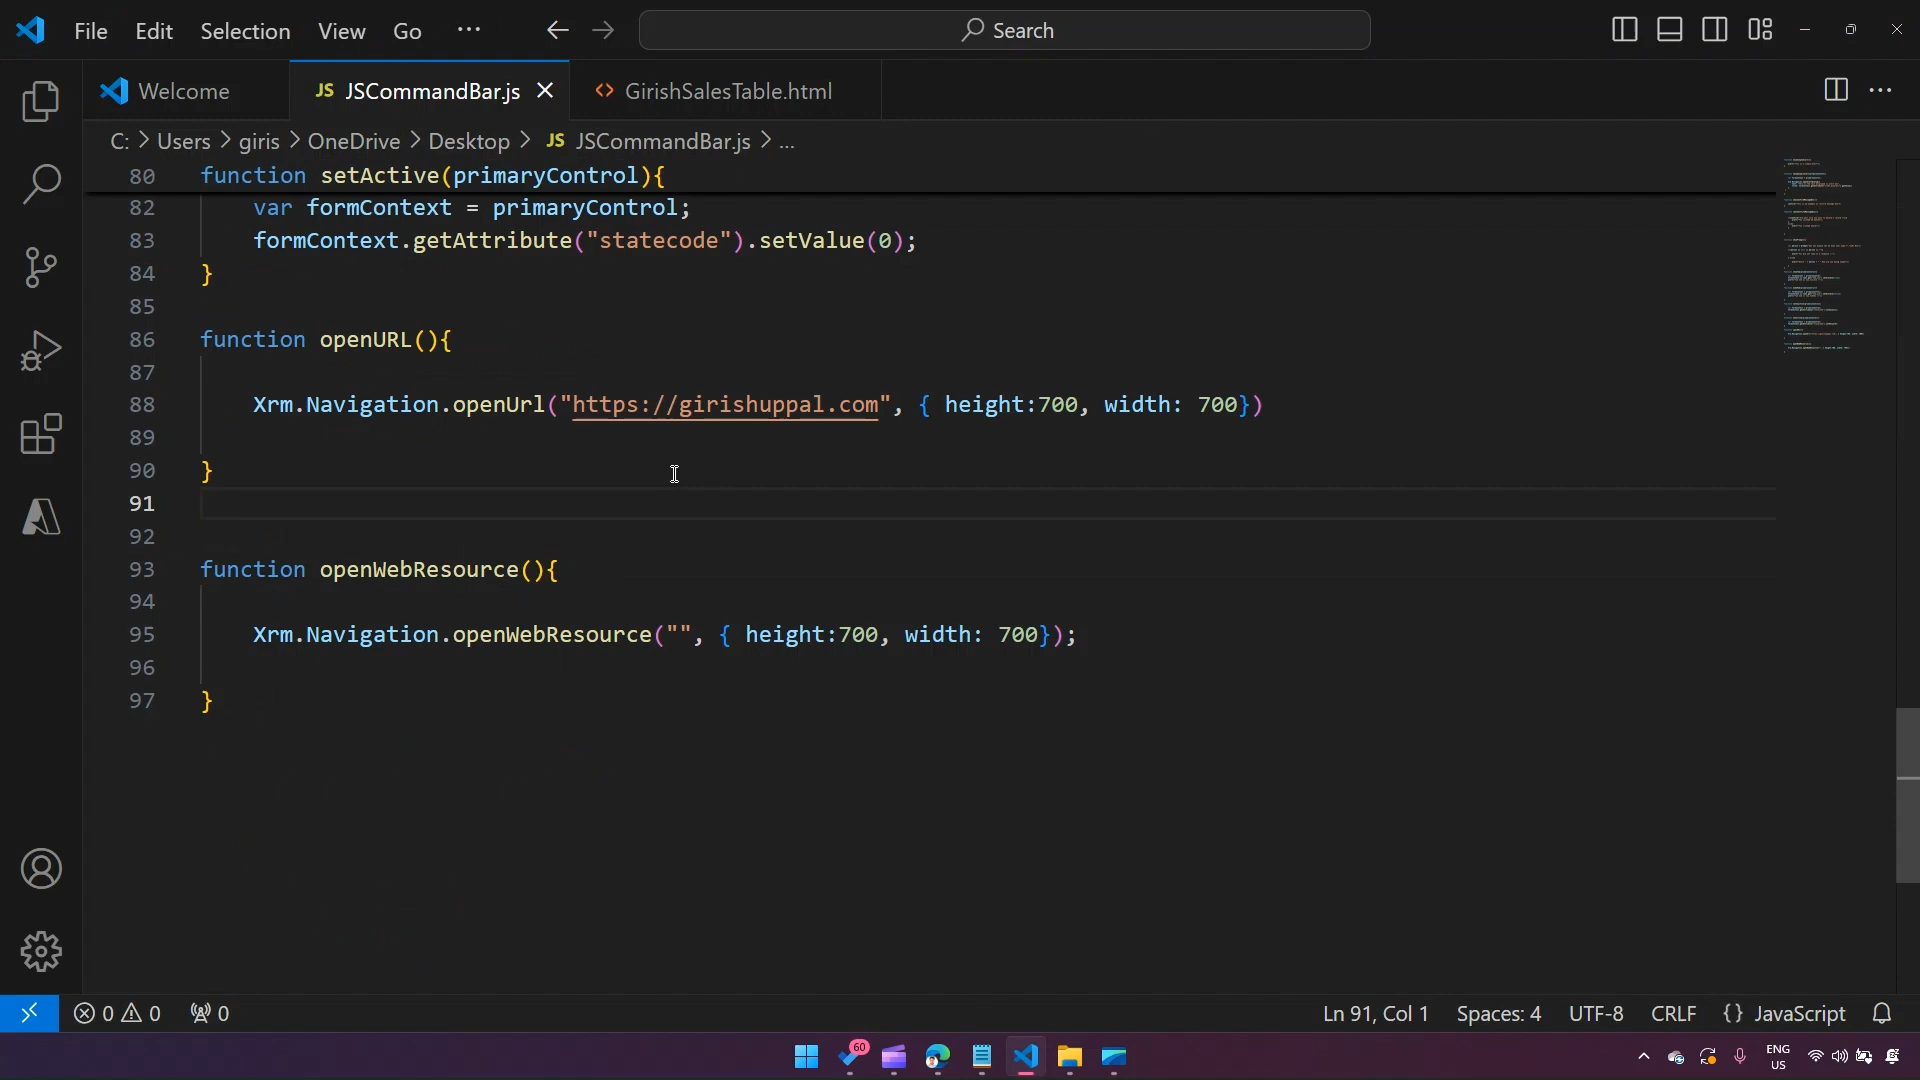 File Edit Selection View Go ··· Search
Welcome JS JSCommandBar.js GirishSalesTable.html
C: > Users > giris > OneDrive > Desktop > JS JSCommandBar.js > ...
80 function setActive(primaryControl){
82 var formContext = primaryControl;
83 formContext.getAttribute("statecode").setValue(0);
84 }
85
86 function openURL(){
87
88 Xrm.Navigation.openUrl("https://girishuppal.com", { height:700, width: 700})
89
90 }
91
92
93 function openWebResource(){
94
95 Xrm.Navigation.openWebResource("", { height:700, width: 700});
96
97 }
0 0 0 Ln 91, Col 1 Spaces: 4 UTF-8 CRLF {} JavaScript
60 ENG
US